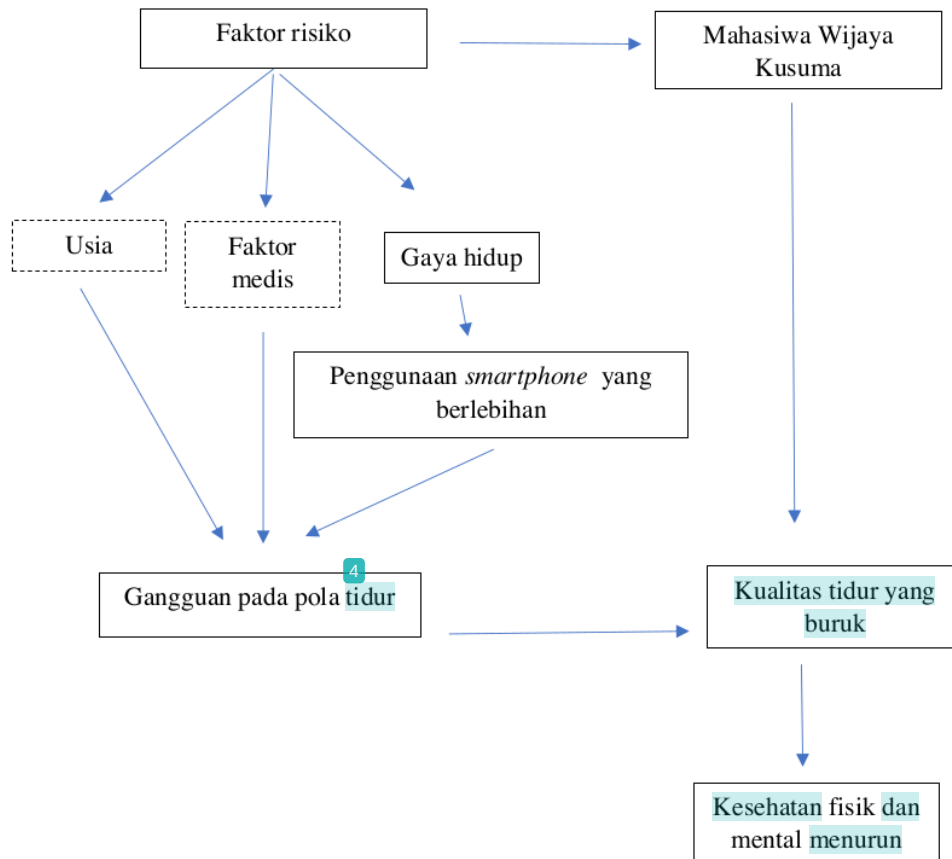 Faktor risiko
Mahasiwa Wijaya
Kusuma
Usia
Faktor
medis
Gaya hidup
Penggunaan smartphone yang
berlebihan
4
Gangguan pada pola tidur
Kualitas tidur yang
buruk
Kesehatan fisik dan
mental menurun